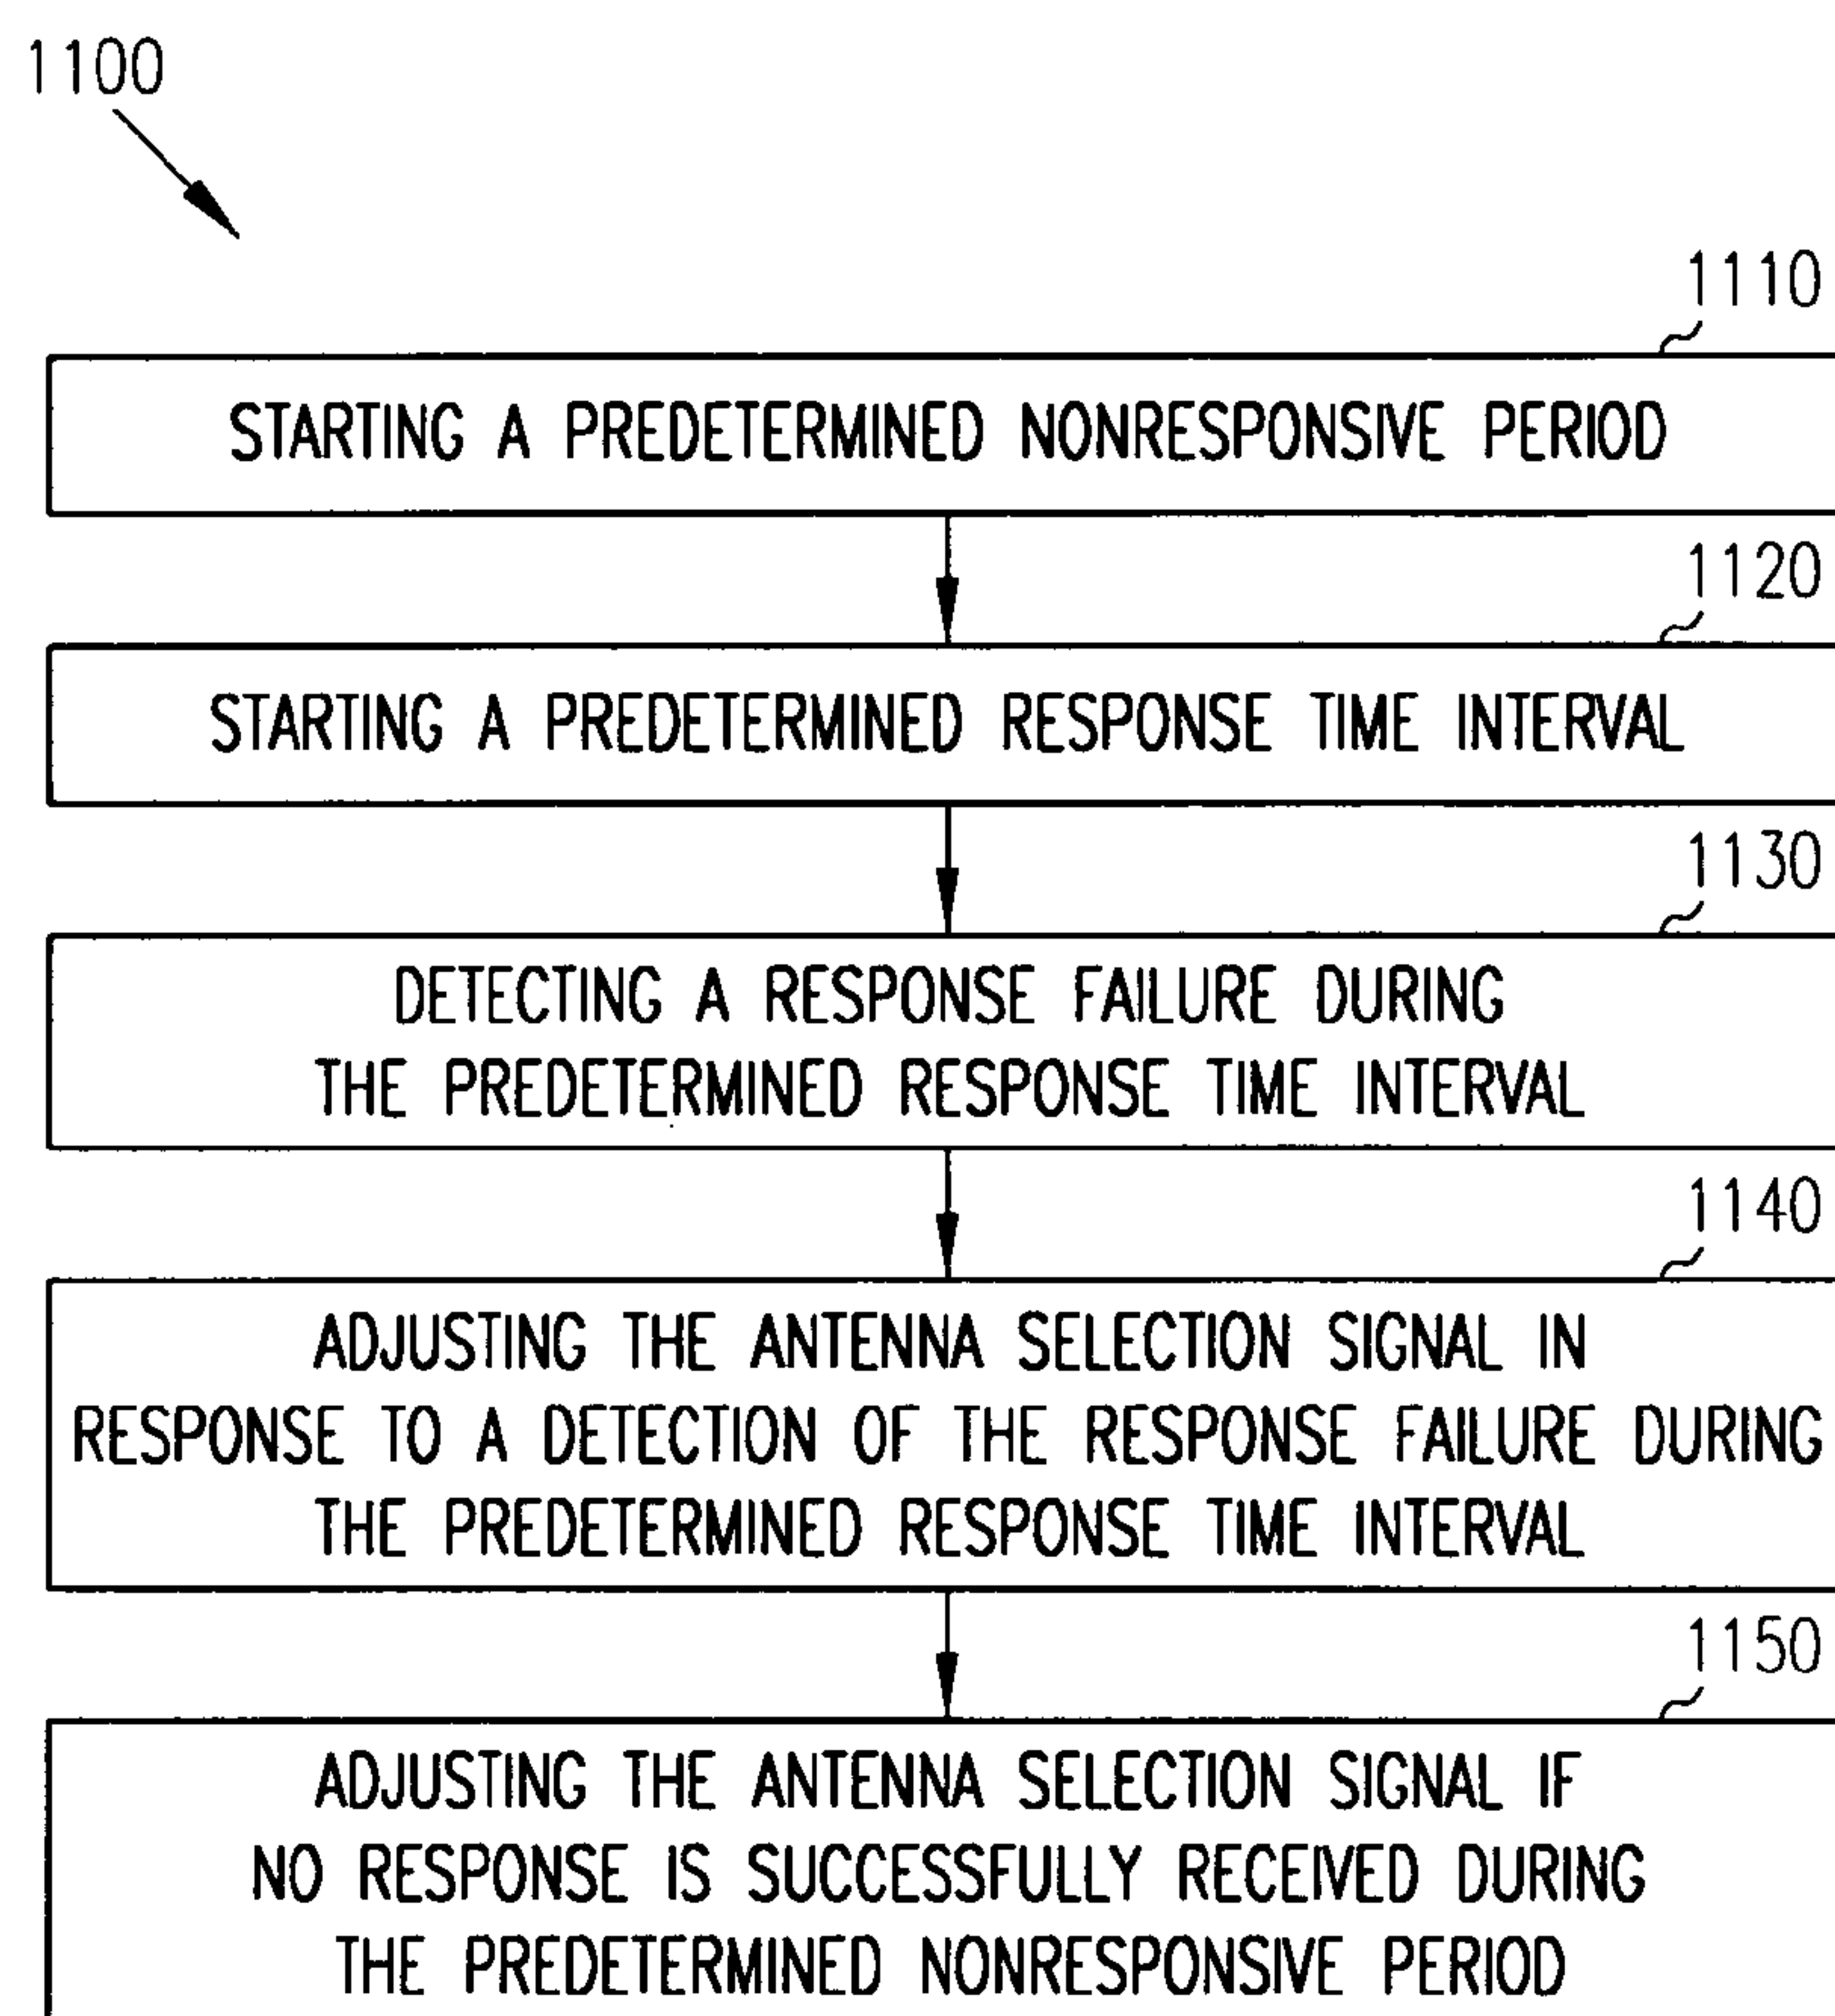 1100
1110
STARTING A PREDETERMINED NONRESPONSIVE PERIOD
1120
STARTING A PREDETERMINED RESPONSE TIME INTERVAL
1130
DETECTING A RESPONSE FAILURE DURING
THE PREDETERMINED RESPONSE TIME INTERVAL
1140
ADJUSTING THE ANTENNA SELECTION SIGNAL IN
RESPONSE TO A DETECTION OF THE RESPONSE FAILURE DURING
THE PREDETERMINED RESPONSE TIME INTERVAL
1150
ADJUSTING THE ANTENNA SELECTION SIGNAL IF
NO RESPONSE IS SUCCESSFULLY RECEIVED DURING
THE PREDETERMINED NONRESPONSIVE PERIOD